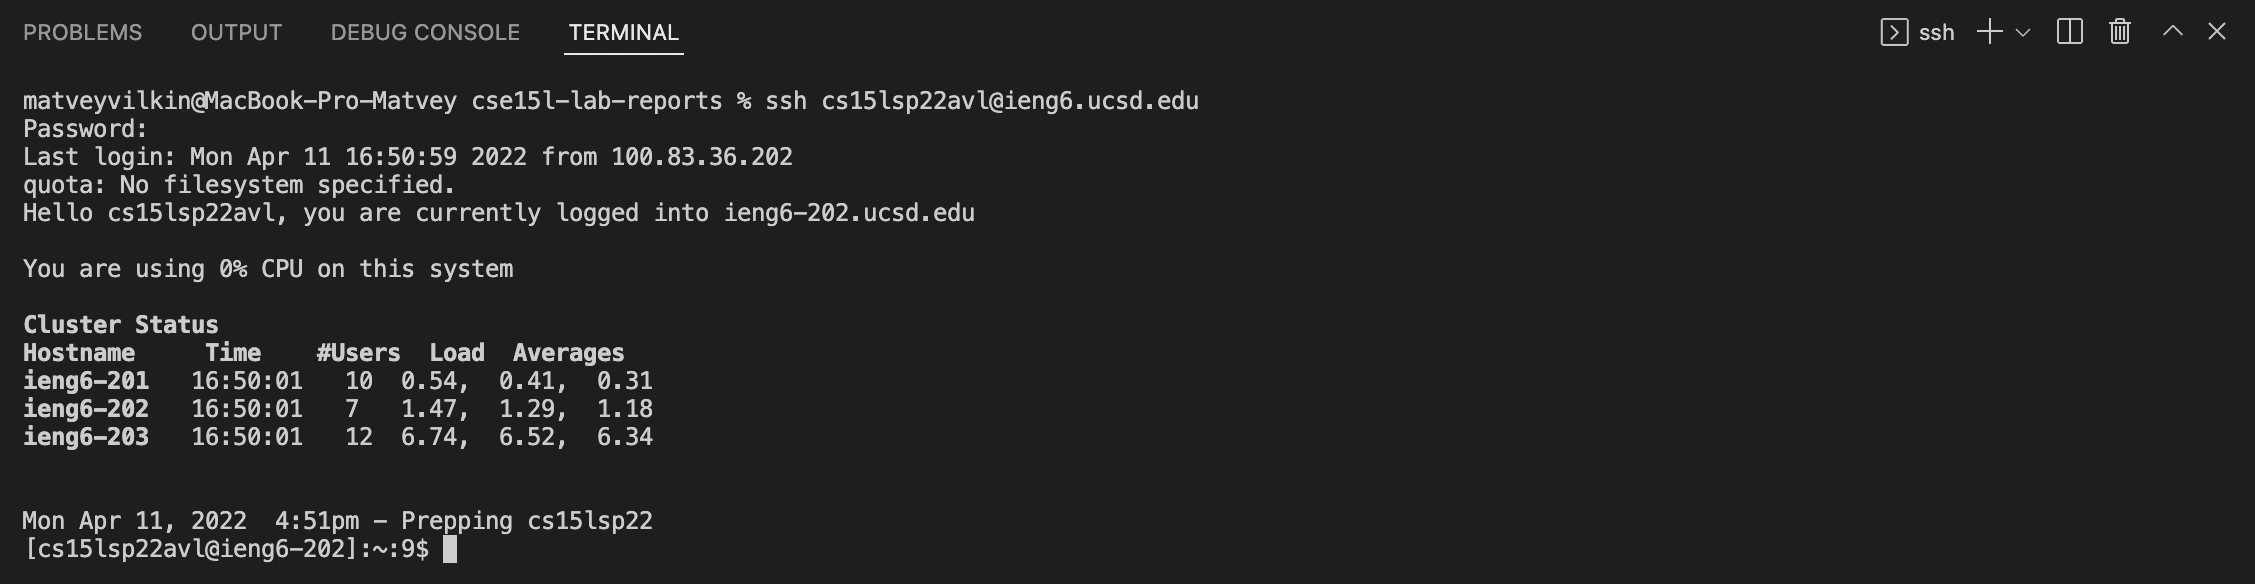 PROBLEMS OUTPUT DEBUG CONSOLE TERMINAL ssh
matveyvilkin@MacBook-Pro-Matvey cse15l-lab-reports % ssh cs15lsp22avl@ieng6.ucsd.edu
Password:
Last login: Mon Apr 11 16:50:59 2022 from 100.83.36.202
quota: No filesystem specified.
Hello cs15lsp22avl, you are currently logged into ieng6-202.ucsd.edu
You are using 0% CPU on this system
Cluster Status
Hostname Time #Users Load Averages
ieng6-201 16:50:01 10 0.54, 0.41, 0.31
ieng6-202 16:50:01 7 1.47, 1.29, 1.18
ieng6-203 16:50:01 12 6.74, 6.52, 6.34
Mon Apr 11, 2022 4:51pm - Prepping cs15lsp22
[cs15lsp22avl@ieng6-202]:~:9$